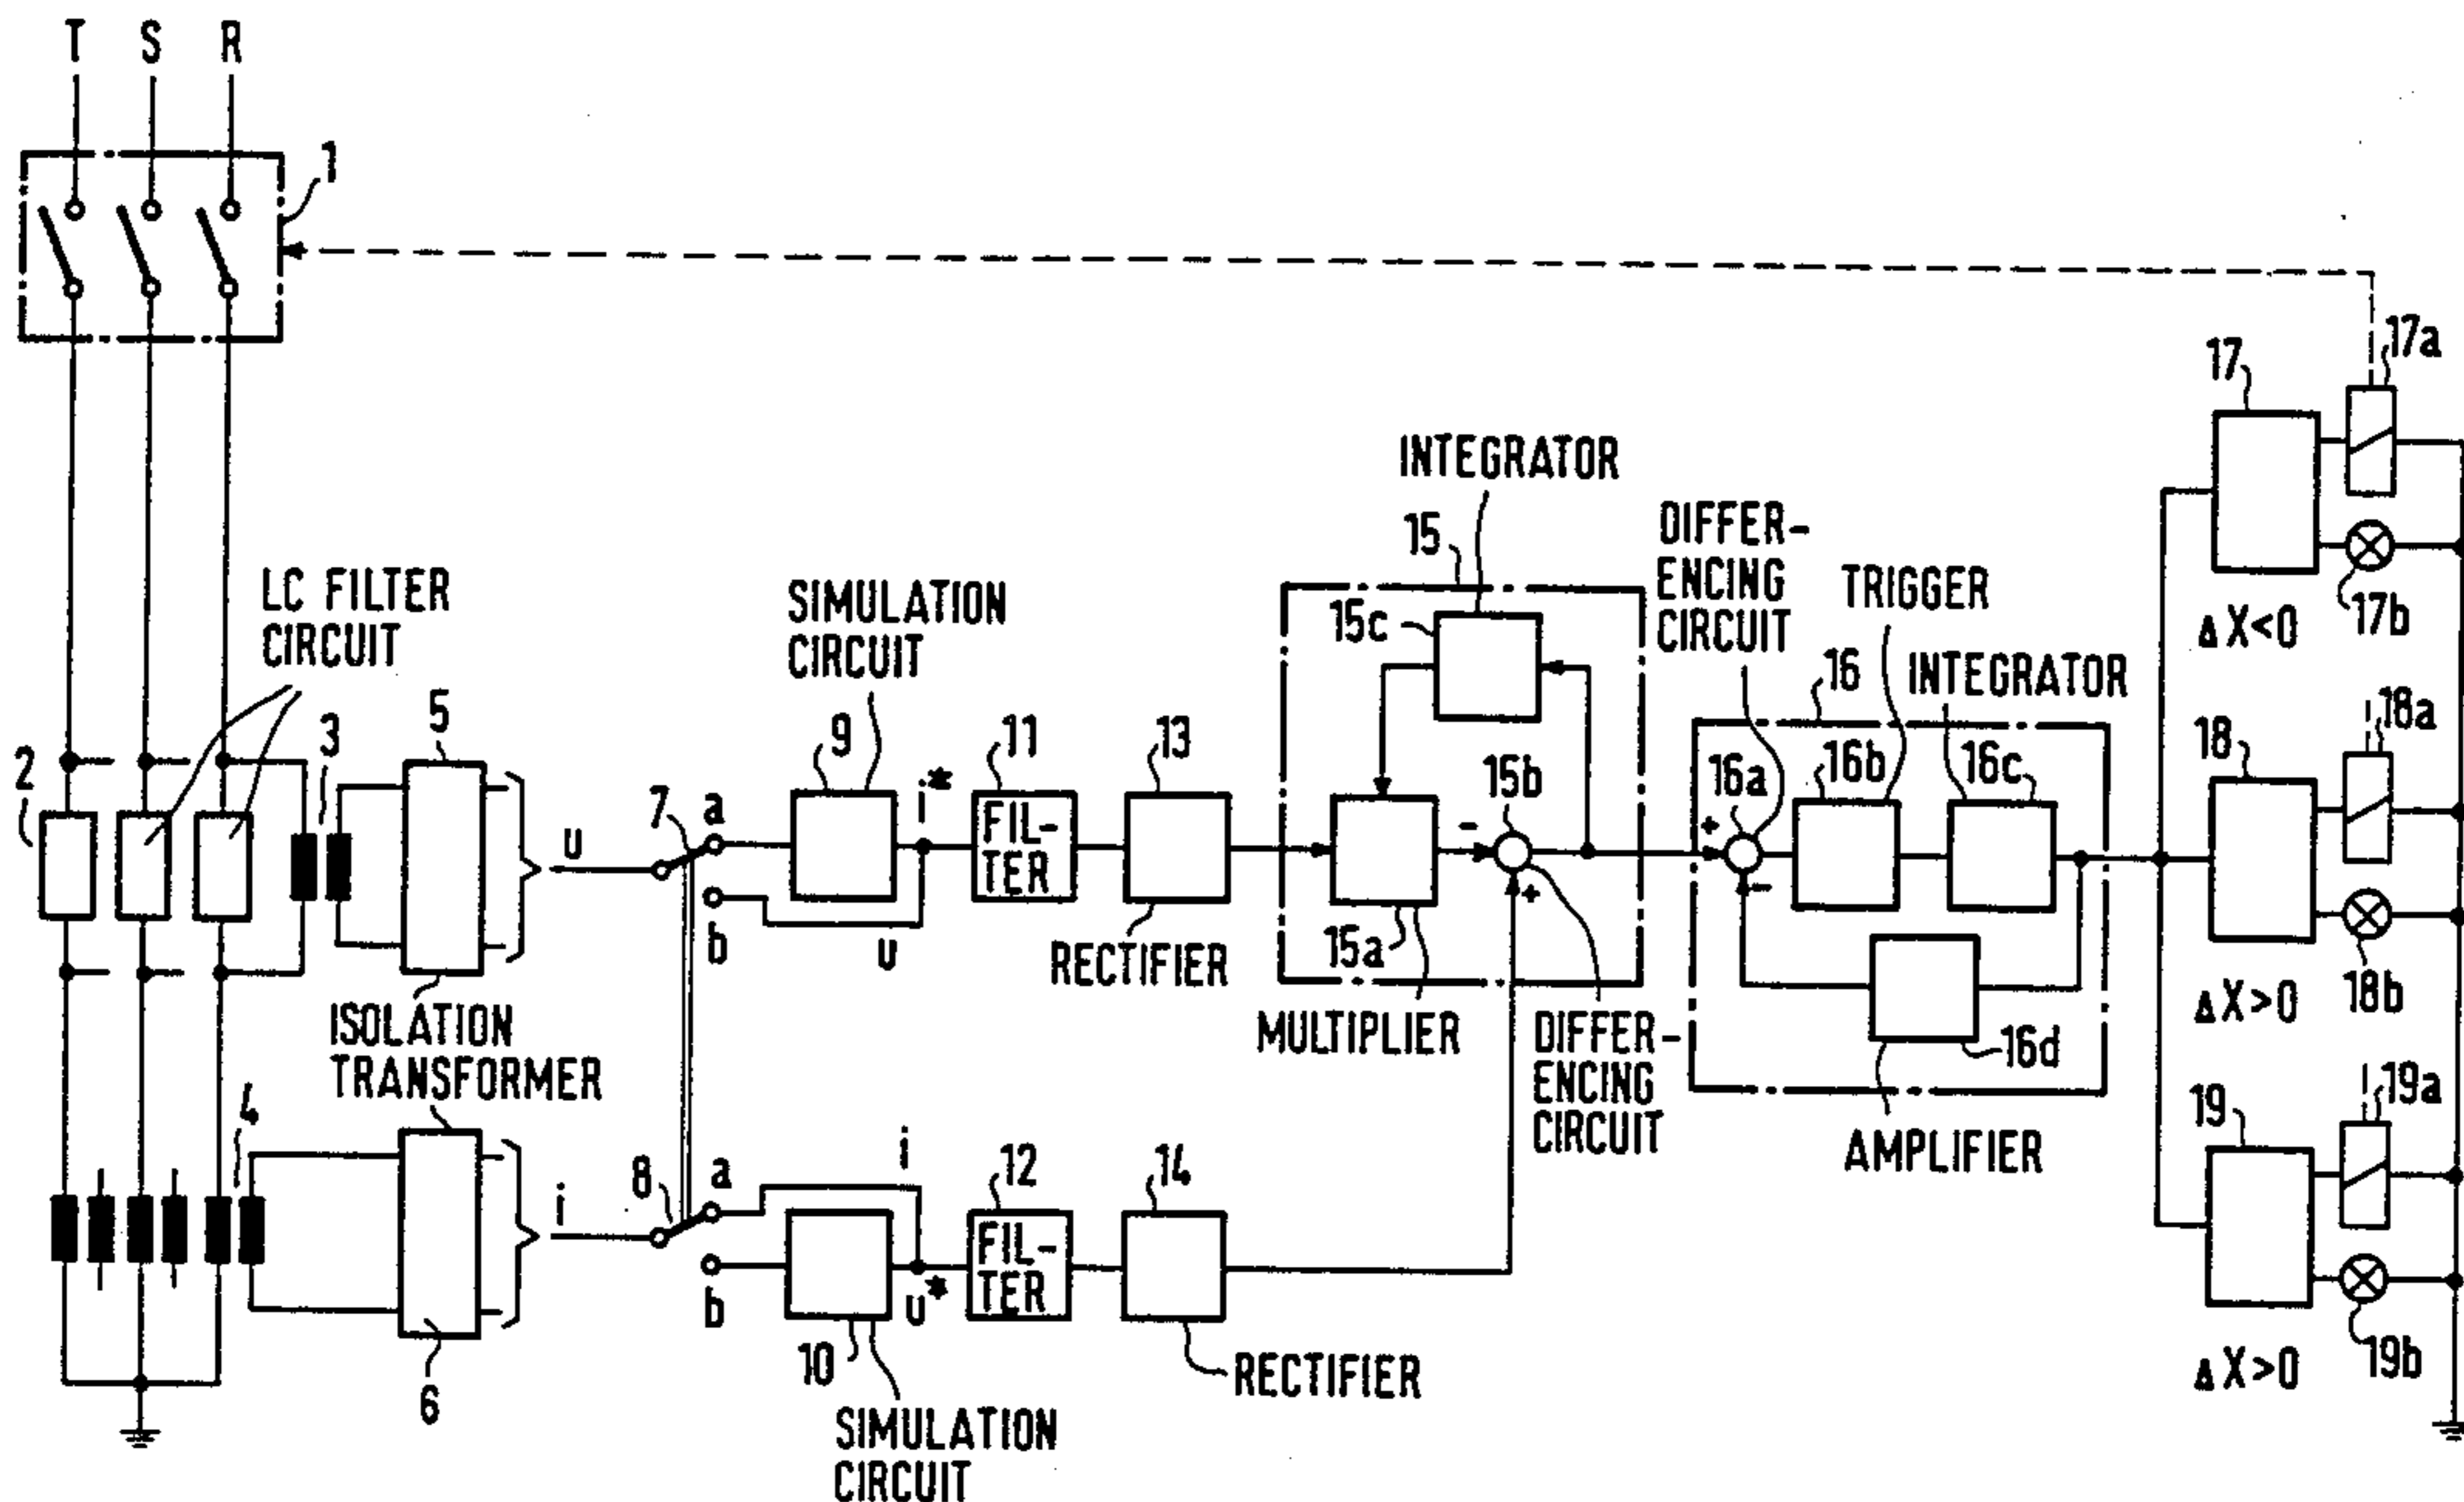 T S R
1
17a
17
INTEGRATOR
DIFFER-
ENCING
CIRCUIT
15
TRIGGER
17b
ΔX<0
LC FILTER
CIRCUIT
SIMULATION
CIRCUIT
15c
16
INTEGRATOR
2
3
5
9
11
13
7
a
i*
u
b
u
FIL-
TER
15b
-
+
15a
16a
+
-
16b
16c
18a
18
18b
ΔX>0
RECTIFIER
ISOLATION
TRANSFORMER
MULTIPLIER
DIFFER-
ENCING
CIRCUIT
16d
AMPLIFIER
4
i
8
a
i
12
14
19
19a
b
u*
FIL-
TER
10
6
RECTIFIER
19b
ΔX>0
SIMULATION
CIRCUIT